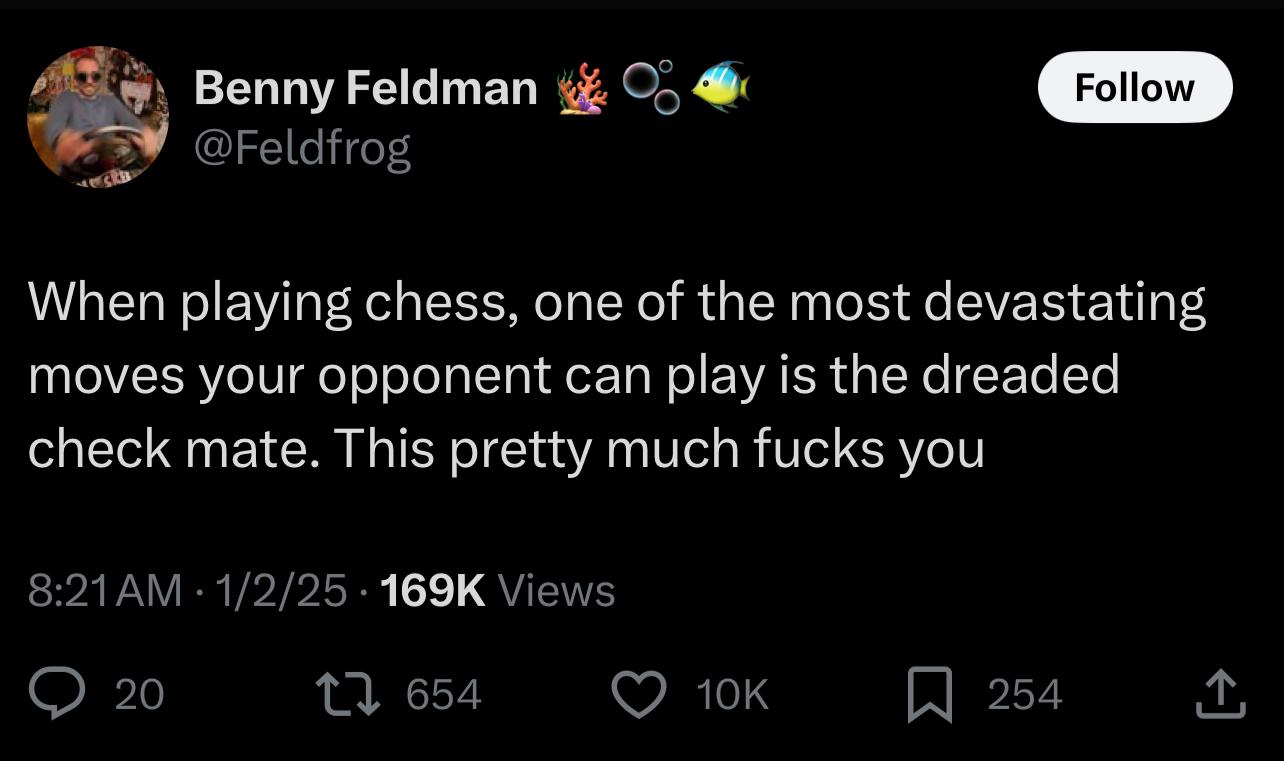 Benny Feldman 🪸🫧🐠
Follow
@Feldfrog
When playing chess, one of the most devastating
moves your opponent can play is the dreaded
check mate. This pretty much fucks you
8:21 AM · 1/2/25 · 169K Views
20 654 10K 254